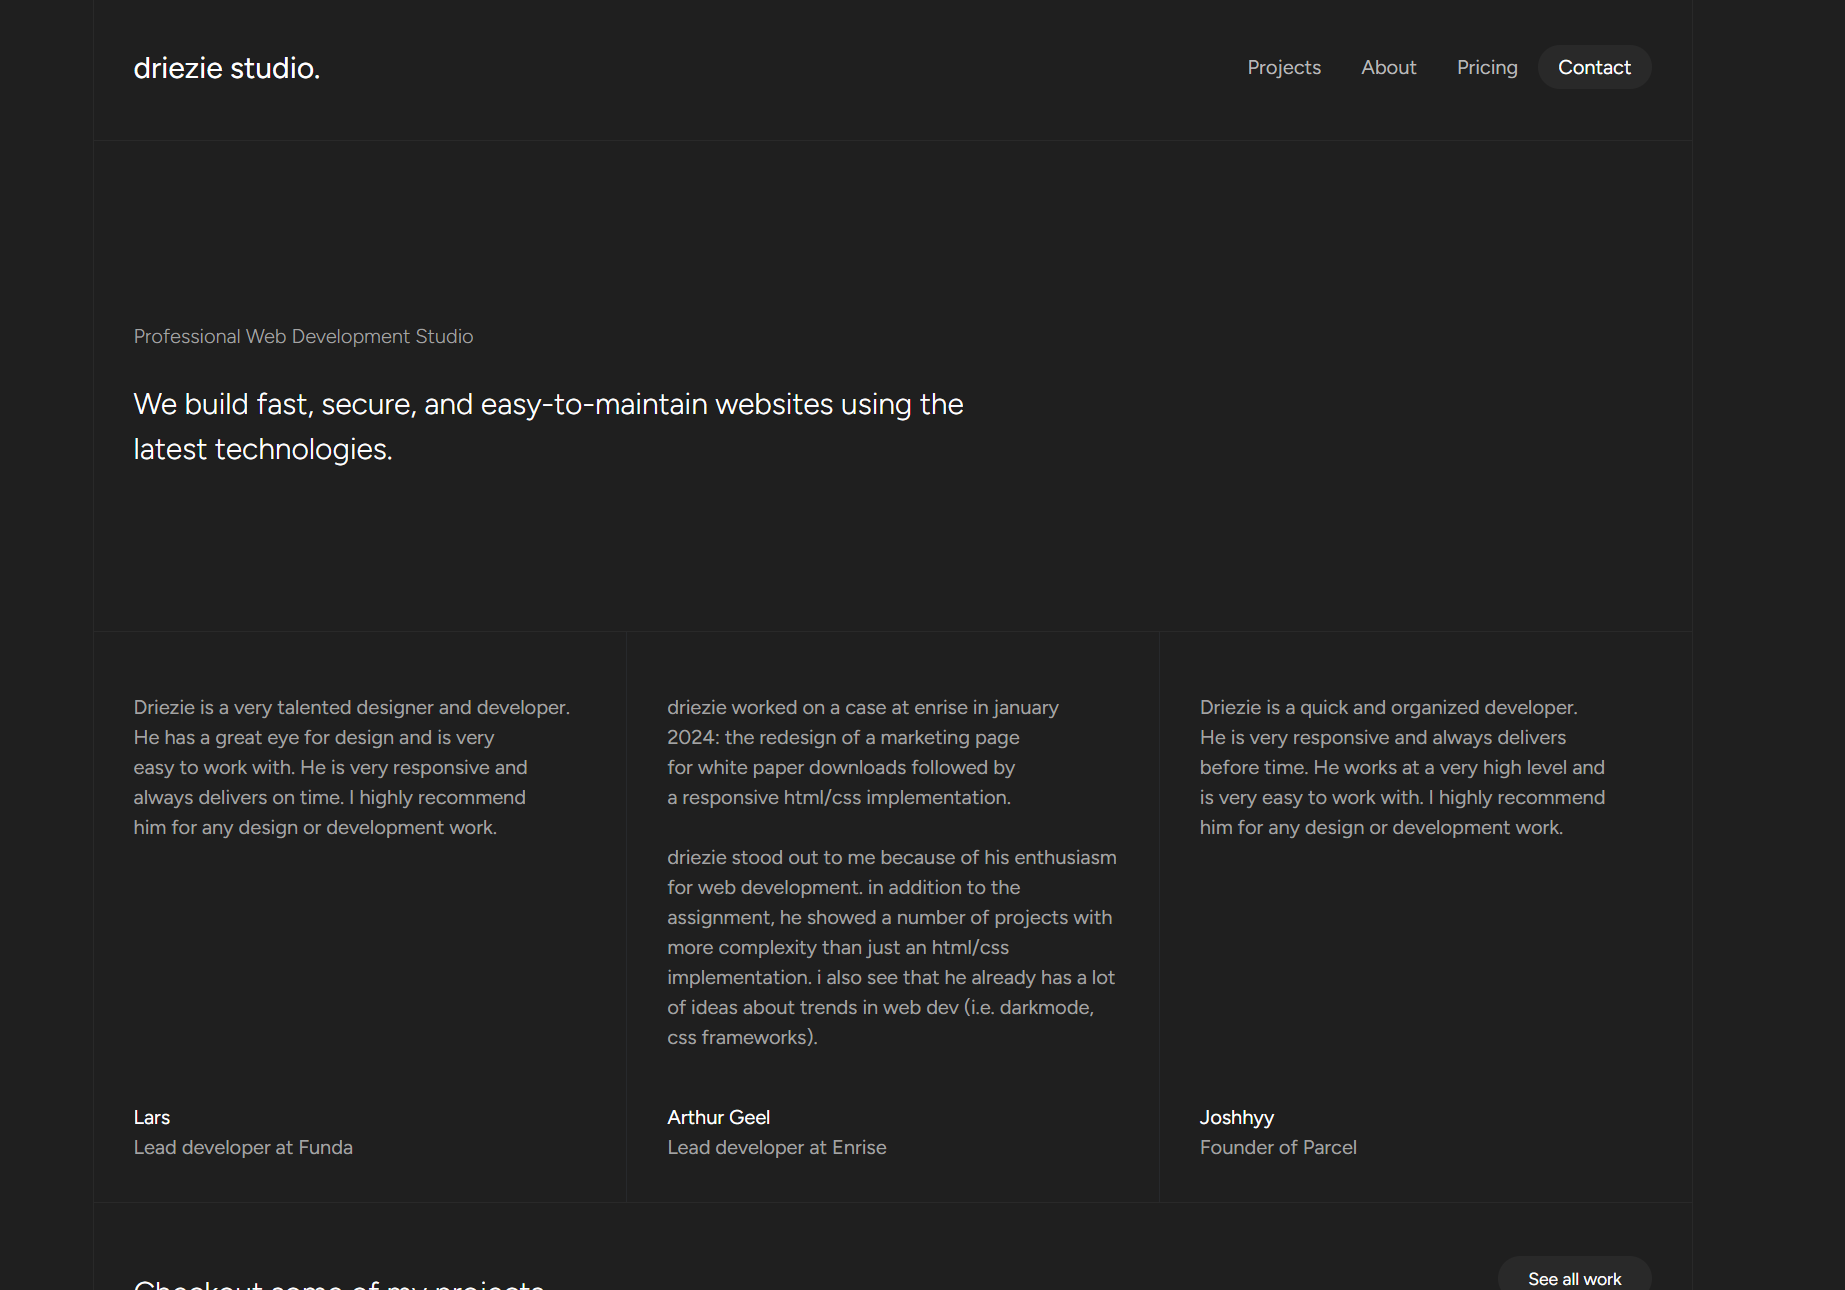 driezie studio.
Projects
About
Pricing
Contact
Professional Web Development Studio
We build fast, secure, and easy-to-maintain websites using the
latest technologies.
Driezie is a very talented designer and developer.
He has a great eye for design and is very
easy to work with. He is very responsive and
always delivers on time. I highly recommend
him for any design or development work.
Lars
Lead developer at Funda
driezie worked on a case at enrise in january
2024: the redesign of a marketing page
for white paper downloads followed by
a responsive html/css implementation.
driezie stood out to me because of his enthusiasm
for web development. in addition to the
assignment, he showed a number of projects with
more complexity than just an html/css
implementation. i also see that he already has a lot
of ideas about trends in web dev (i.e. darkmode,
css frameworks).
Arthur Geel
Lead developer at Enrise
Driezie is a quick and organized developer.
He is very responsive and always delivers
before time. He works at a very high level and
is very easy to work with. I highly recommend
him for any design or development work.
Joshhyy
Founder of Parcel
Checkout some of my projects
See all work